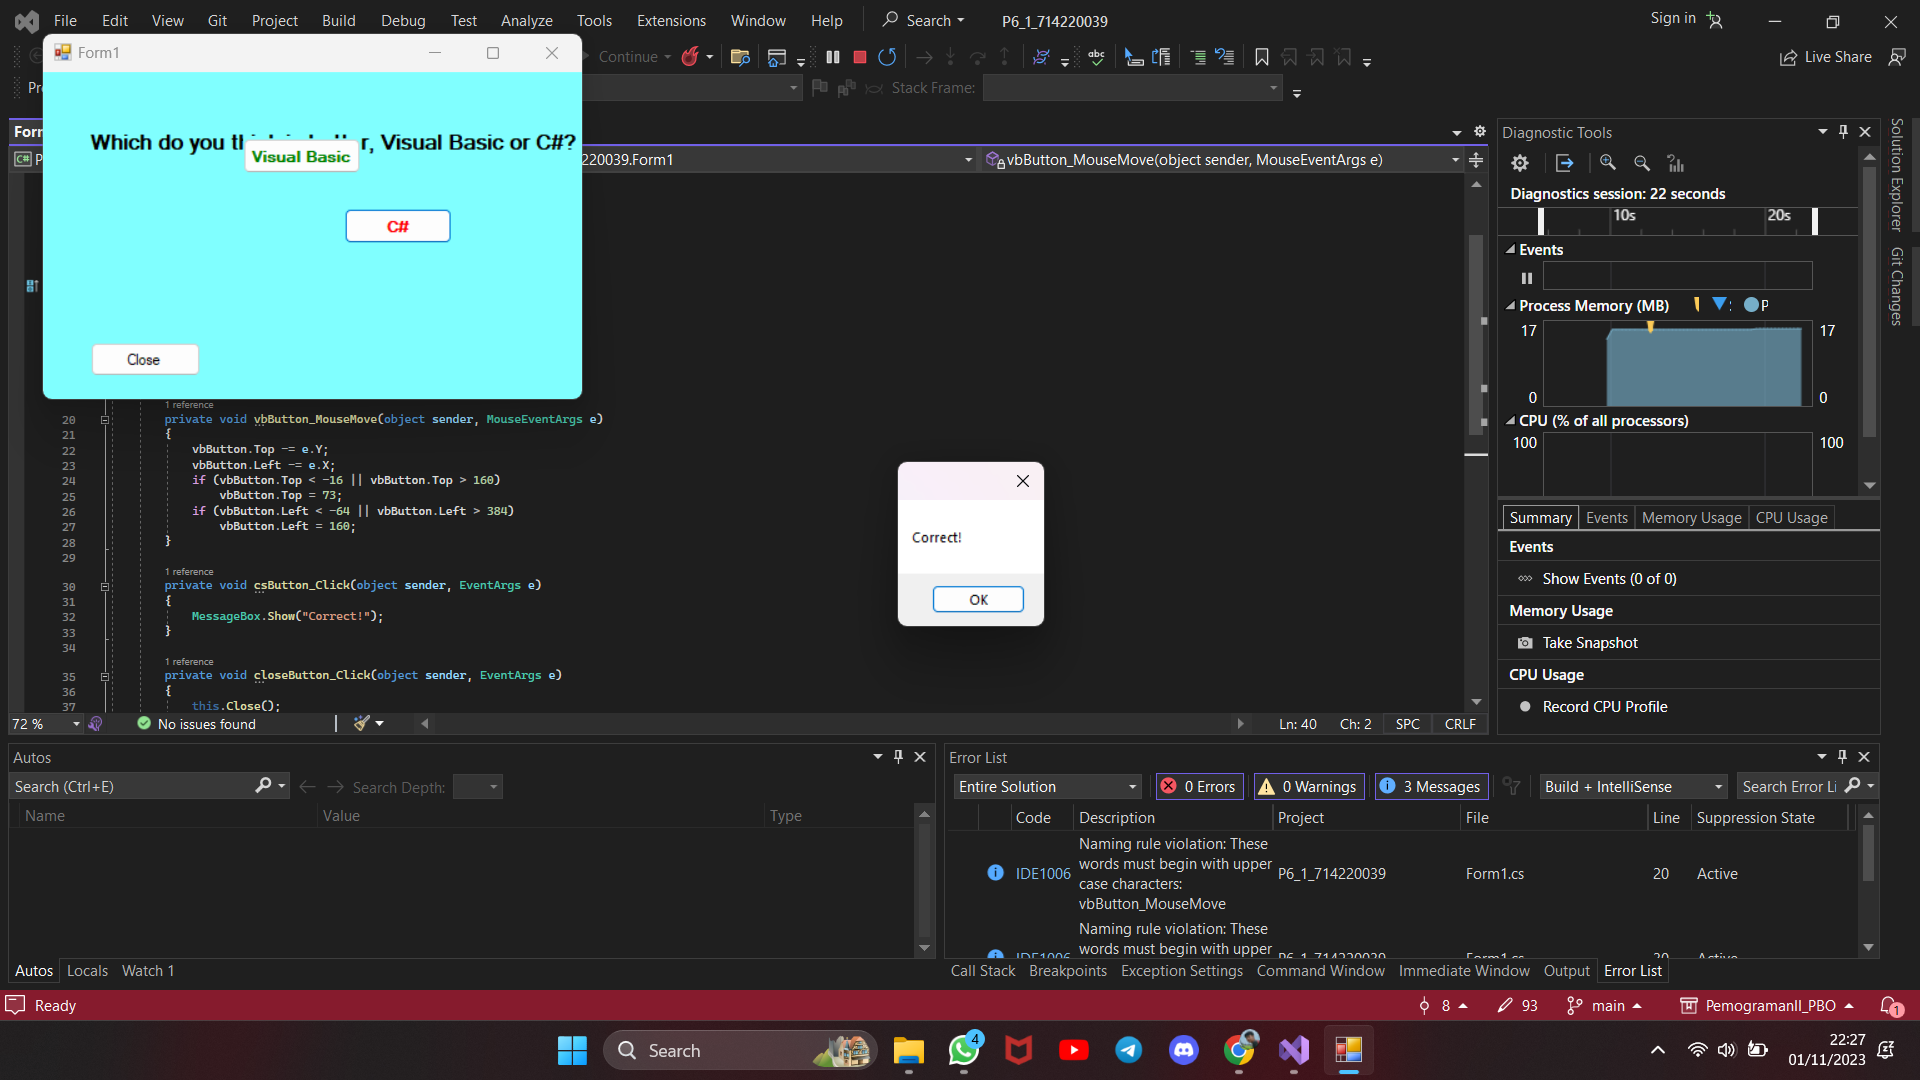 File Edit View Git Project Build Debug Test Analyze Tools Extensions Window Help Search P6_1_714220039 Sign in
Form1
Continue Live Share
Stack Frame:
Which do you r, Visual Basic or C#?
Visual Basic
C#
Close
220039.Form1 vbButton_MouseMove(object sender, MouseEventArgs e)
1 reference
20 private void vbButton_MouseMove(object sender, MouseEventArgs e)
21 {
22 vbButton.Top -= e.Y;
23 vbButton.Left -= e.X;
24 if (vbButton.Top < -16 || vbButton.Top > 160)
25 vbButton.Top = 73;
26 if (vbButton.Left < -64 || vbButton.Left > 384)
27 vbButton.Left = 160;
28 }
29
1 reference
30 private void csButton_Click(object sender, EventArgs e)
31 {
32 MessageBox.Show("Correct!");
33 }
34
1 reference
35 private void closeButton_Click(object sender, EventArgs e)
36 {
37 this.Close();
72 % No issues found Ln: 40 Ch: 2 SPC CRLF
Correct!
OK
Diagnostic Tools
Diagnostics session: 22 seconds
10s 20s
Events
Process Memory (MB) P
17 17
0 0
CPU (% of all processors)
100 100
Summary Events Memory Usage CPU Usage
Events
Show Events (0 of 0)
Memory Usage
Take Snapshot
CPU Usage
Record CPU Profile
Solution Explorer
Git Changes
Autos
Search (Ctrl+E) Search Depth:
Name Value Type
Autos Locals Watch 1
Error List
Entire Solution 0 Errors 0 Warnings 3 Messages Build + IntelliSense Search Error Li
Code Description Project File Line Suppression State
IDE1006 Naming rule violation: These P6_1_714220039 Form1.cs 20 Active
words must begin with upper
case characters:
vbButton_MouseMove
Naming rule violation: These
words must begin with upper
Call Stack Breakpoints Exception Settings Command Window Immediate Window Output Error List
Ready 8 93 main PemogramanII_PBO 1
Search 4 22:27
01/11/2023